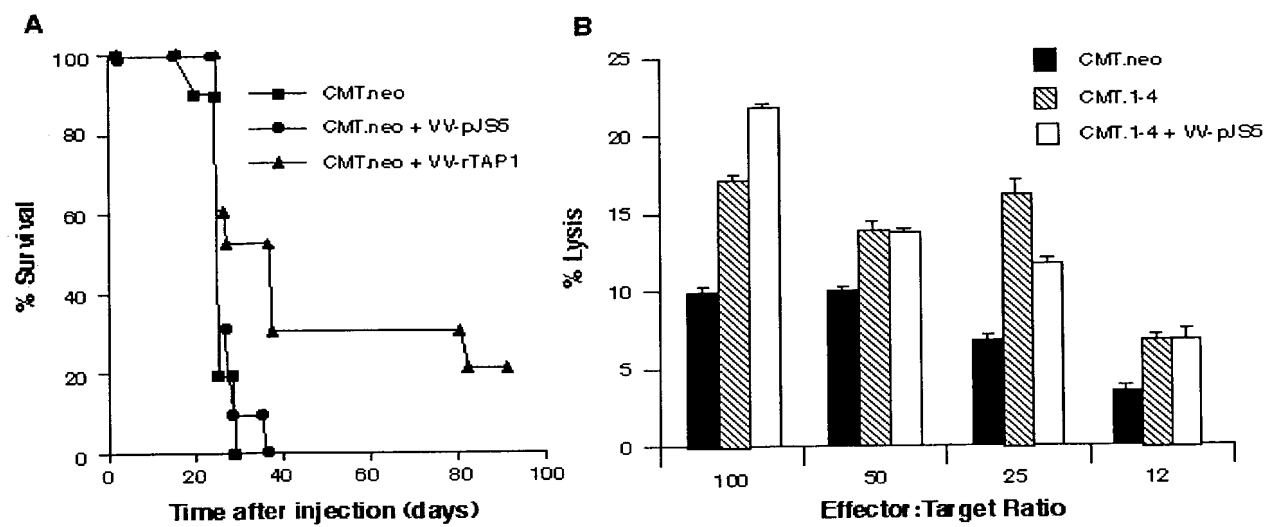 A
100
80
60
40
20
0
% Survival
CMT.neo
CMT.neo + VV-pJS5
CMT.neo + VV-rTAP1
0 20 40 60 80 100
Time after injection (days)
B
25
20
15
10
5
0
% Lysis
CMT.neo
CMT.1-4
CMT.1-4 + VV-pJS5
100 50 25 12
Effector:Target Ratio